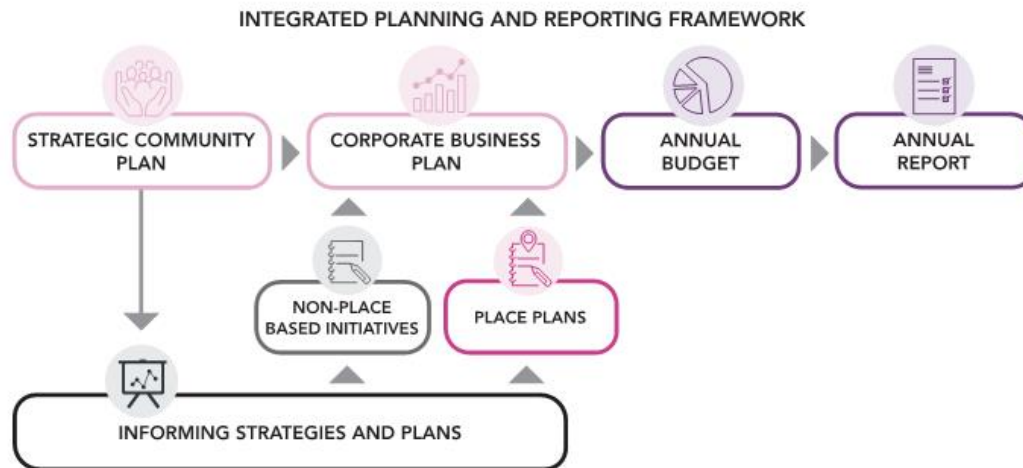 INTEGRATED PLANNING AND REPORTING FRAMEWORK
STRATEGIC COMMUNITY
PLAN
CORPORATE BUSINESS
PLAN
ANNUAL
BUDGET
ANNUAL
REPORT
NON-PLACE
BASED INITIATIVES
PLACE PLANS
INFORMING STRATEGIES AND PLANS